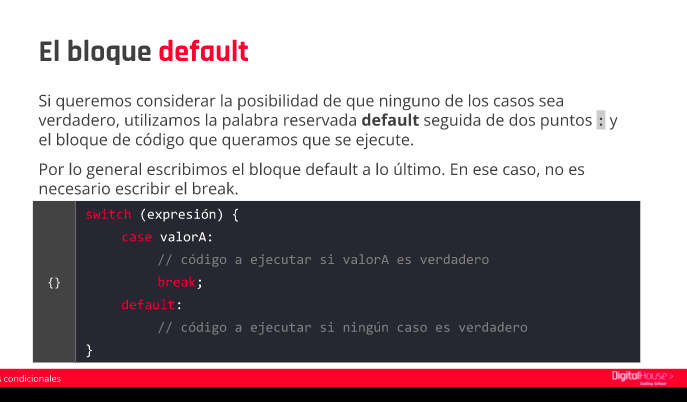 El bloque default
Si queremos considerar la posibilidad de que ninguno de los casos sea
verdadero, utilizamos la palabra reservada default seguida de dos puntos : y
el bloque de código que queramos que se ejecute.
Por lo general escribimos el bloque default a lo último. En ese caso, no es
necesario escribir el break.
{}
switch (expresión) {
case valorA:
// código a ejecutar si valorA es verdadero
break;
default:
// código a ejecutar si ningún caso es verdadero
}
s condicionales
DigitalHouse>
Coding School